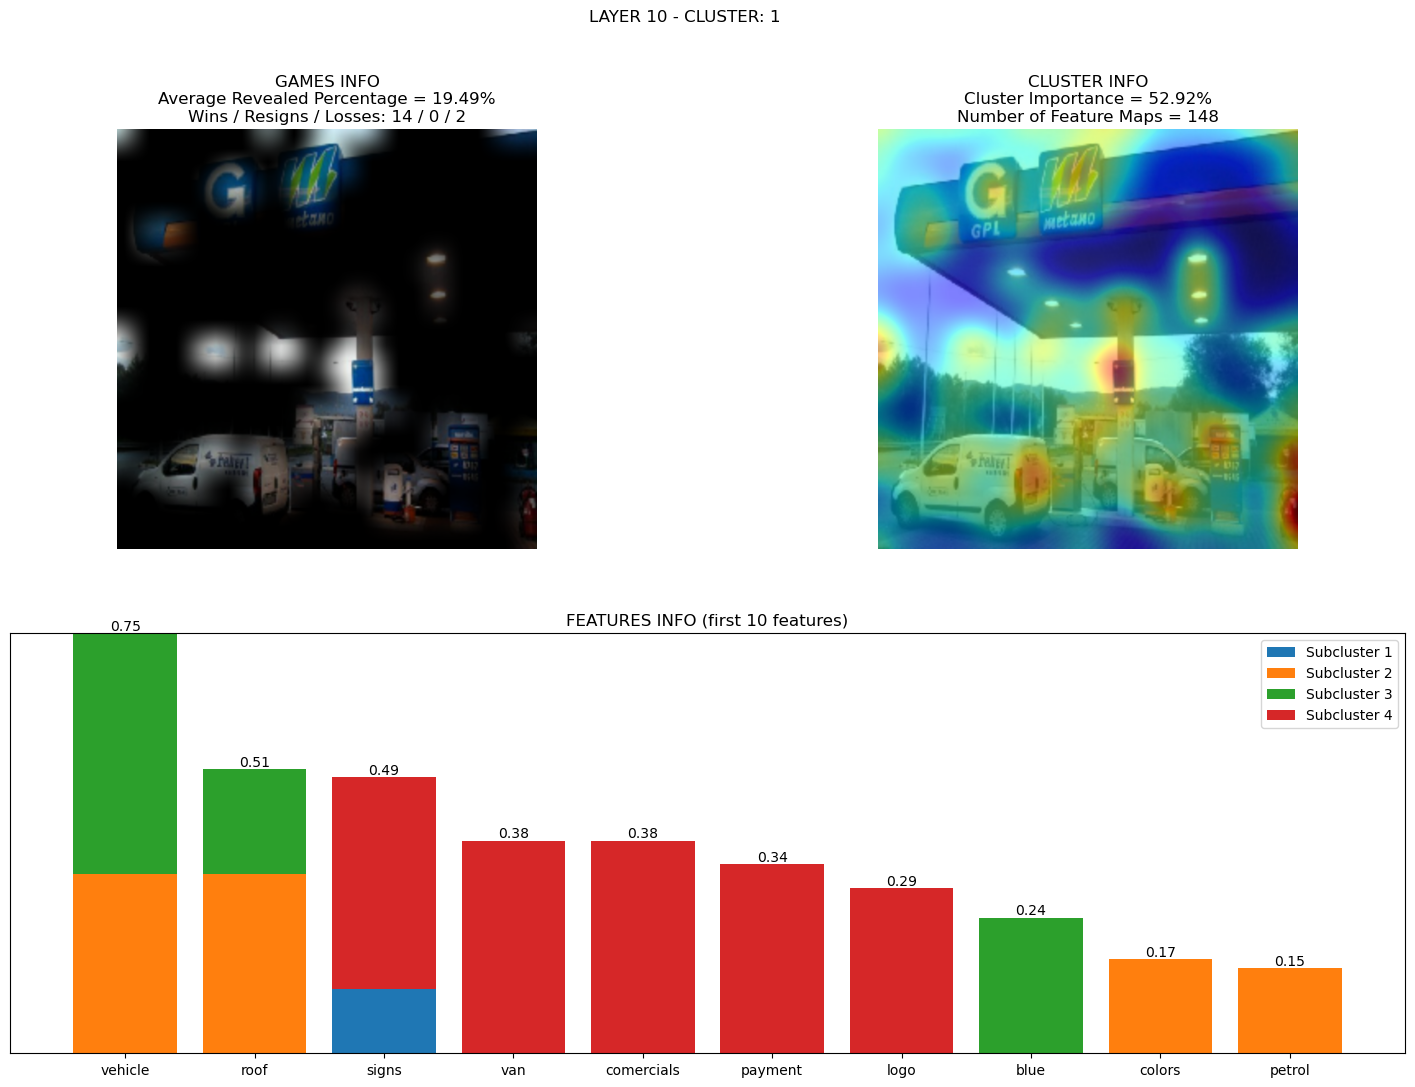 LAYER 10 - CLUSTER: 1
GAMES INFO
Average Revealed Percentage = 19.49%
Wins / Resigns / Losses: 14 / 0 / 2
CLUSTER INFO
Cluster Importance = 52.92%
Number of Feature Maps = 148
G
metano
G
GPL
metano
FEATURES INFO (first 10 features)
0.75
0.51
0.49
0.38
0.38
0.34
0.29
0.24
0.17
0.15
Subcluster 1
Subcluster 2
Subcluster 3
Subcluster 4
vehicle
roof
signs
van
comercials
payment
logo
blue
colors
petrol